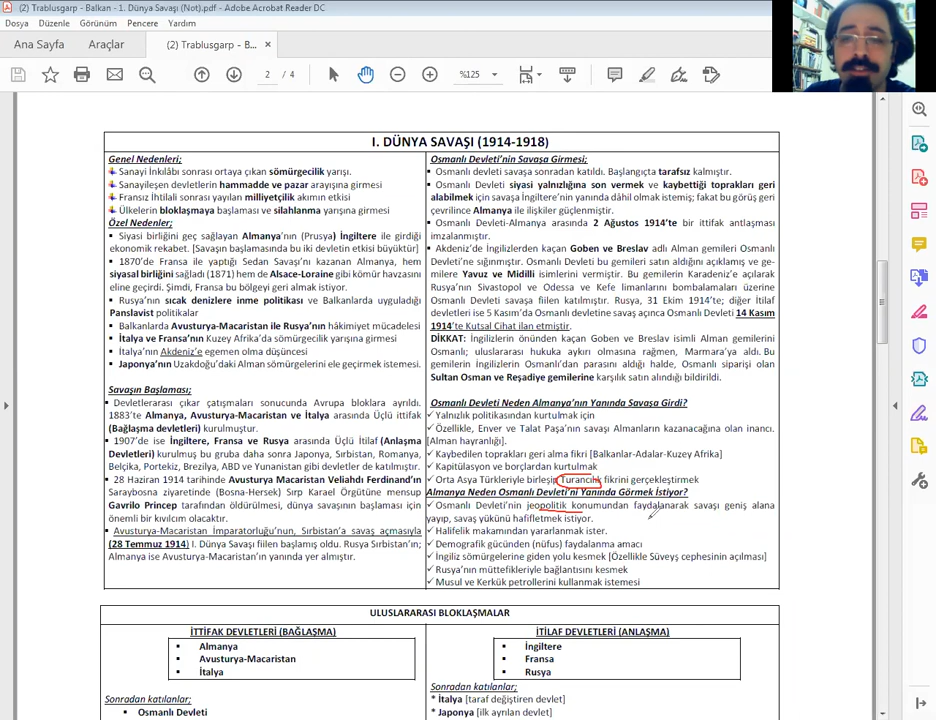 (2) Trablusgarp - Balkan - 1. Dünya Savaşı (Not).pdf - Adobe Acrobat Reader DC
Dosya Düzenle Görünüm Pencere Yardım
Ana Sayfa Araçlar (2) Trablusgarp - B... ×
2 / 4 %125
I. DÜNYA SAVAŞI (1914-1918)
Genel Nedenleri;
Sanayi İnkılâbı sonrası ortaya çıkan sömürgecilik yarışı.
Sanayileşen devletlerin hammadde ve pazar arayışına girmesi
Fransız İhtilali sonrası yayılan milliyetçilik akımın etkisi
Ülkelerin bloklaşmaya başlaması ve silahlanma yarışına girmesi
Özel Nedenler;
▪ Siyasi birliğini geç sağlayan Almanya'nın (Prusya) İngiltere ile girdiği
ekonomik rekabet. [Savaşın başlamasında bu iki devletin etkisi büyüktür]
▪ 1870'de Fransa ile yaptığı Sedan Savaşı'nı kazanan Almanya, hem
siyasal birliğini sağladı (1871) hem de Alsace-Loraine gibi kömür havzasını
eline geçirdi. Şimdi, Fransa bu bölgeyi geri almak istiyor.
▪ Rusya'nın sıcak denizlere inme politikası ve Balkanlarda uyguladığı
Panslavist politikalar
▪ Balkanlarda Avusturya-Macaristan ile Rusya'nın hâkimiyet mücadelesi
▪ İtalya ve Fransa'nın Kuzey Afrika'da sömürgecilik yarışına girmesi
▪ İtalya'nın Akdeniz'e egemen olma düşüncesi
▪ Japonya'nın Uzakdoğu'daki Alman sömürgelerini ele geçirmek istemesi.
Savaşın Başlaması;
▪ Devletlerarası çıkar çatışmaları sonucunda Avrupa bloklara ayrıldı.
1883'te Almanya, Avusturya-Macaristan ve İtalya arasında Üçlü ittifak
(Bağlaşma devletleri) kurulmuştur.
▪ 1907'de ise İngiltere, Fransa ve Rusya arasında Üçlü İtilaf (Anlaşma
Devletleri) kurulmuş bu gruba daha sonra Japonya, Sırbistan, Romanya,
Belçika, Portekiz, Brezilya, ABD ve Yunanistan gibi devletler de katılmıştır.
▪ 28 Haziran 1914 tarihinde Avusturya Macaristan Veliahdı Ferdinand'ın
Saraybosna ziyaretinde (Bosna-Hersek) Sırp Karael Örgütüne mensup
Gavrilo Princep tarafından öldürülmesi, dünya savaşının başlaması için
önemli bir kıvılcım olacaktır.
▪ Avusturya-Macaristan İmparatorluğu'nun, Sırbistan'a savaş açmasıyla
(28 Temmuz 1914) I. Dünya Savaşı fiilen başlamış oldu. Rusya Sırbistan'ın;
Almanya ise Avusturya-Macaristan'ın yanında yer almıştır.
Osmanlı Devleti'nin Savaşa Girmesi;
▪ Osmanlı devleti savaşa sonradan katıldı. Başlangıçta tarafsız kalmıştır.
▪ Osmanlı Devleti siyasi yalnızlığına son vermek ve kaybettiği toprakları geri
alabilmek için savaşa İngiltere'nin yanında dâhil olmak istemiş; fakat bu görüş geri
çevrilince Almanya ile ilişkiler güçlenmiştir.
▪ Osmanlı Devleti-Almanya arasında 2 Ağustos 1914'te bir ittifak antlaşması
inzalanmıştır.
▪ Akdeniz'de İngilizlerden kaçan Goben ve Breslav adlı Alman gemileri Osmanlı
Devleti'ne sığınmıştır. Osmanlı Devleti bu gemileri satın aldığını açıklamış ve ge-
milere Yavuz ve Midilli isimlerini vermiştir. Bu gemilerin Karadeniz'e açılarak
Rusya'nın Sivastopol ve Odessa ve Kefe limanlarını bombalamaları üzerine
Osmanlı Devleti savaşa fiilen katılmıştır. Rusya, 31 Ekim 1914'te; diğer İtilaf
devletleri ise 5 Kasım'da Osmanlı devletine savaş açınca Osmanlı Devleti 14 Kasım
1914'te Kutsal Cihat ilan etmiştir.
DİKKAT: İngilizlerin önünden kaçan Goben ve Breslav isimli Alman gemilerini
Osmanlı; uluslararası hukuka aykırı olmasına rağmen, Marmara'ya aldı. Bu
gemilerin İngilizlerin Osmanlı'dan parasını aldığı halde, Osmanlı siparişi olan
Sultan Osman ve Reşadiye gemilerine karşılık satın alındığı bildirildi.
Osmanlı Devleti Neden Almanya'nın Yanında Savaşa Girdi?
✓ Yalnızlık politikasından kurtulmak için
✓ Özellikle, Enver ve Talat Paşa'nın savaşı Almanların kazanacağına olan inancı.
[Alman hayranlığı].
✓ Kaybedilen toprakları geri alma fikri [Balkanlar-Adalar-Kuzey Afrika]
✓ Kapitülasyon ve borçlardan kurtulmak
✓ Orta Asya Türkleriyle birleşip Turancılık fikrini gerçekleştirmek
Almanya Neden Osmanlı Devleti'ni Yanında Görmek İstiyor?
✓ Osmanlı Devleti'nin jeopolitik konumundan faydalanarak savaşı geniş alana
yayıp, savaş yükünü hafifletmet istiyor.
✓ Halifelik makamından yararlanmak ister.
✓ Demografik gücünden (nüfus) faydalanma amacı
✓ İngiliz sömürgelerine giden yolu kesmek [Özellikle Süveyş cephesinin açılması]
✓ Rusya'nın müttefikleriyle bağlantısını kesmek
✓ Musul ve Kerkük petrollerini kullanmak istemesi
ULUSLARARASI BLOKLAŞMALAR
İTTİFAK DEVLETLERİ (BAĞLAŞMA)
▪ Almanya
▪ Avusturya-Macaristan
▪ İtalya
Sonradan katılanlar;
▪ Osmanlı Devleti
İTİLAF DEVLETLERİ (ANLAŞMA)
▪ İngiltere
▪ Fransa
▪ Rusya
Sonradan katılanlar;
* İtalya [taraf değiştiren devlet]
* Japonya [ilk ayrılan devlet]